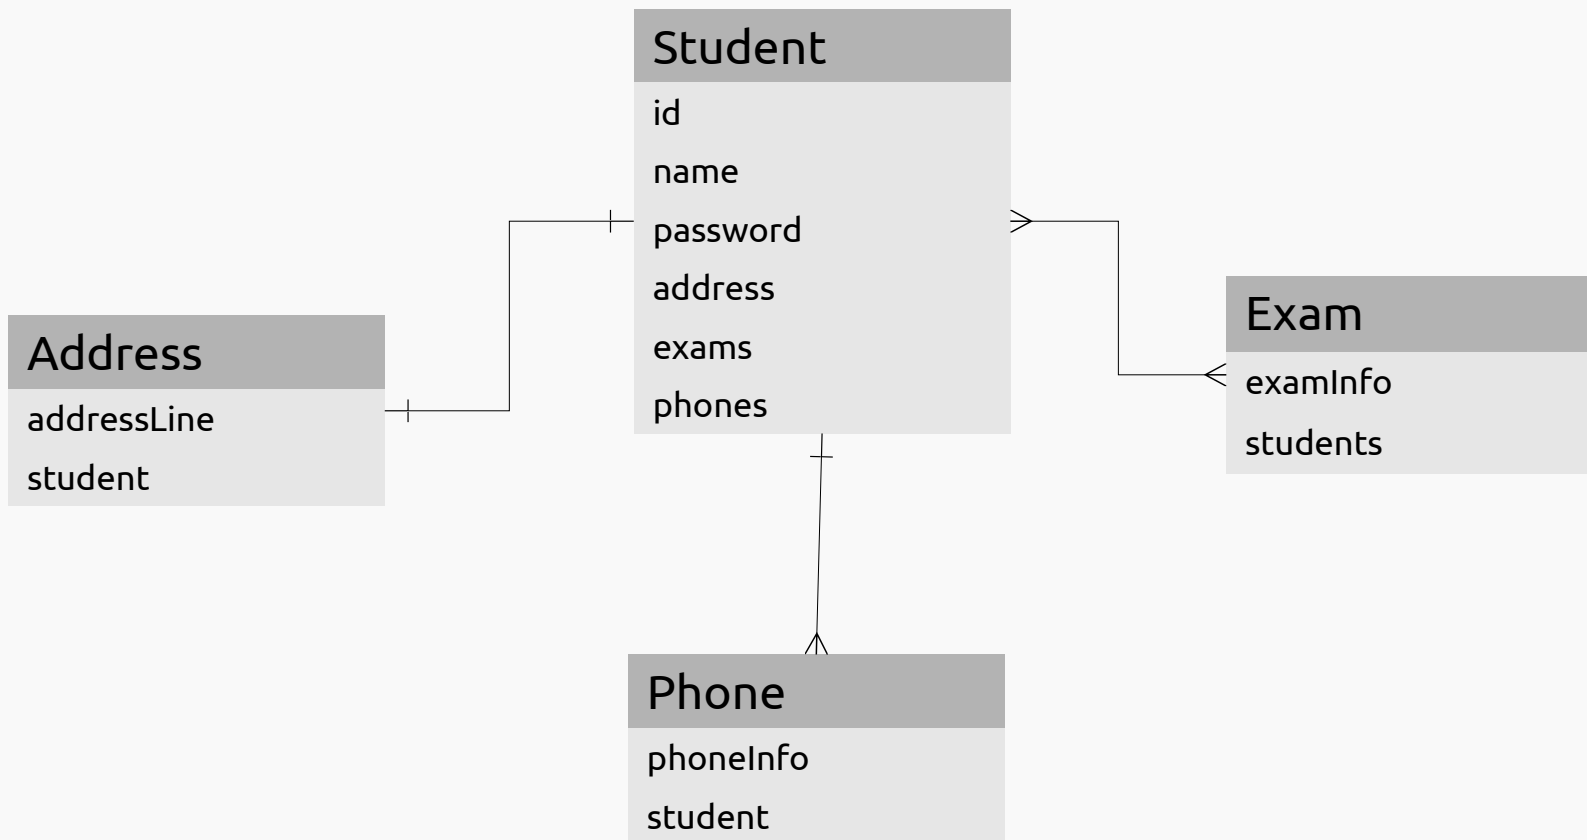 Student
id
name
password
address
exams
phones
Address
addressLine
student
Exam
examInfo
students
Phone
phoneInfo
student